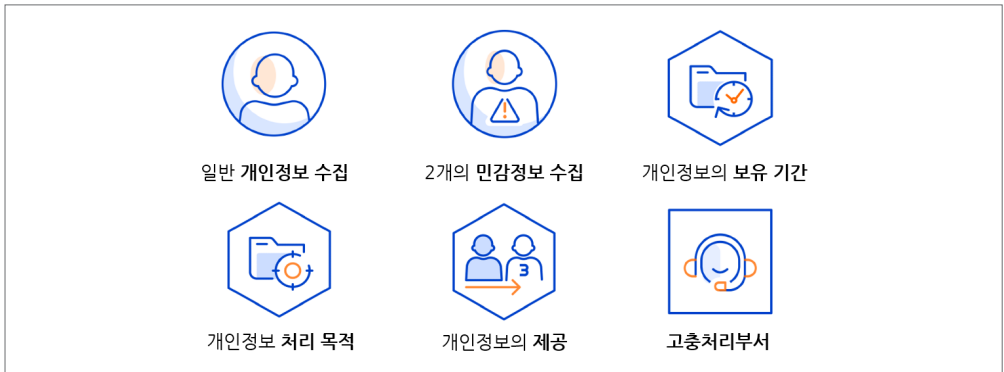 일반 개인정보 수집
2개의 민감정보 수집
개인정보의 보유 기간
3
개인정보 처리 목적
개인정보의 제공
고충처리부서